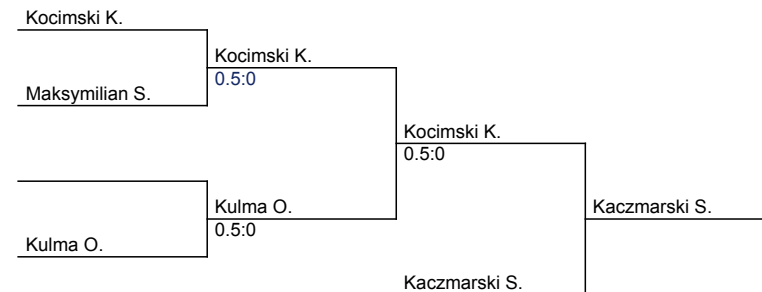 Kocimski K.
Kocimski K.
0.5:0
Maksymilian S.
Kocimski K.
0.5:0
Kulma O.
0.5:0
Kaczmarski S.
Kulma O.
Kaczmarski S.